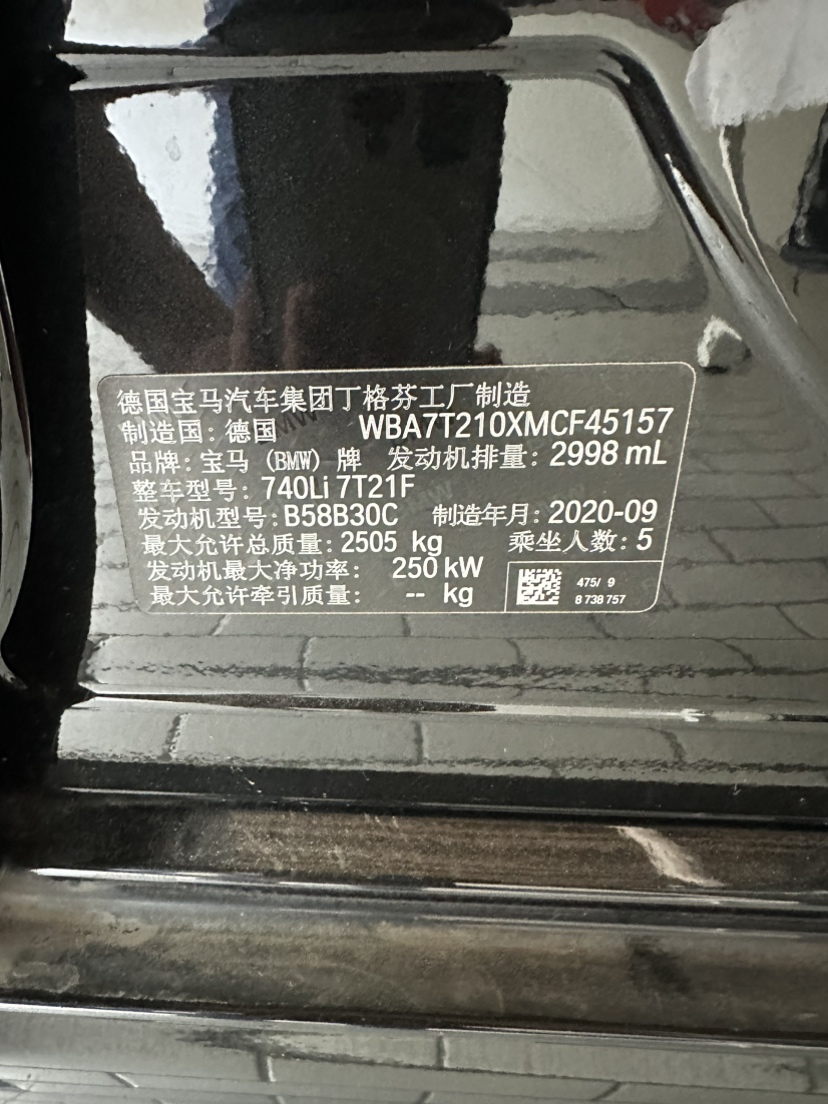 德国宝马汽车集团丁格芬工厂制造
制造国: 德国 WBA7T210XMCF45157
品牌: 宝马 (BMW) 牌 发动机排量: 2998 mL
整车型号: 740Li 7T21F
发动机型号: B58B30C 制造年月: 2020-09
最大允许总质量: 2505 kg 乘坐人数: 5
发动机最大净功率: 250 kW
最大允许牵引质量: -- kg
475/ 9
8 738 757